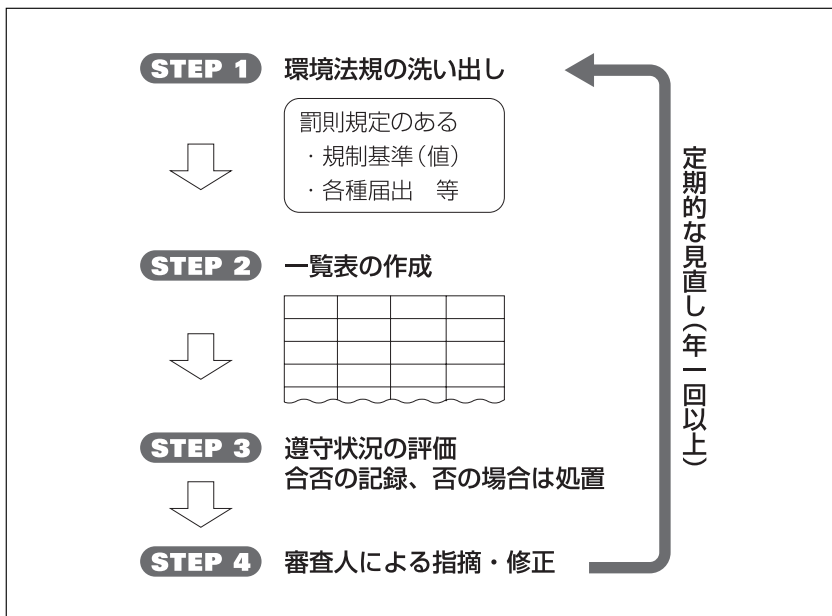 STEP 1 環境法規の洗い出し
罰則規定のある
・規制基準(値)
・各種届出 等
STEP 2 一覧表の作成
STEP 3 遵守状況の評価
合否の記録、否の場合は処置
STEP 4 審査人による指摘・修正
定期的な見直し(年一回以上)